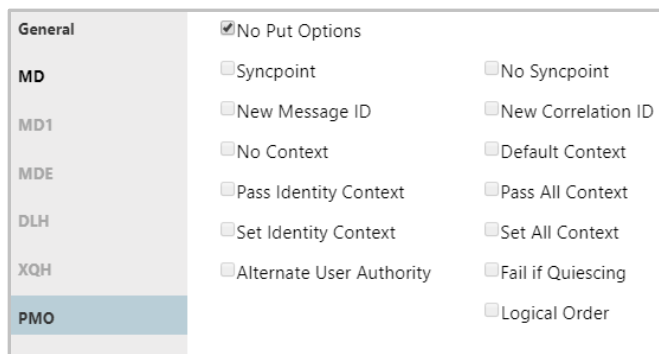 General
MD
MD1
MDE
DLH
XQH
PMO
No Put Options
Syncpoint No Syncpoint
New Message ID New Correlation ID
No Context Default Context
Pass Identity Context Pass All Context
Set Identity Context Set All Context
Alternate User Authority Fail if Quiescing
Logical Order